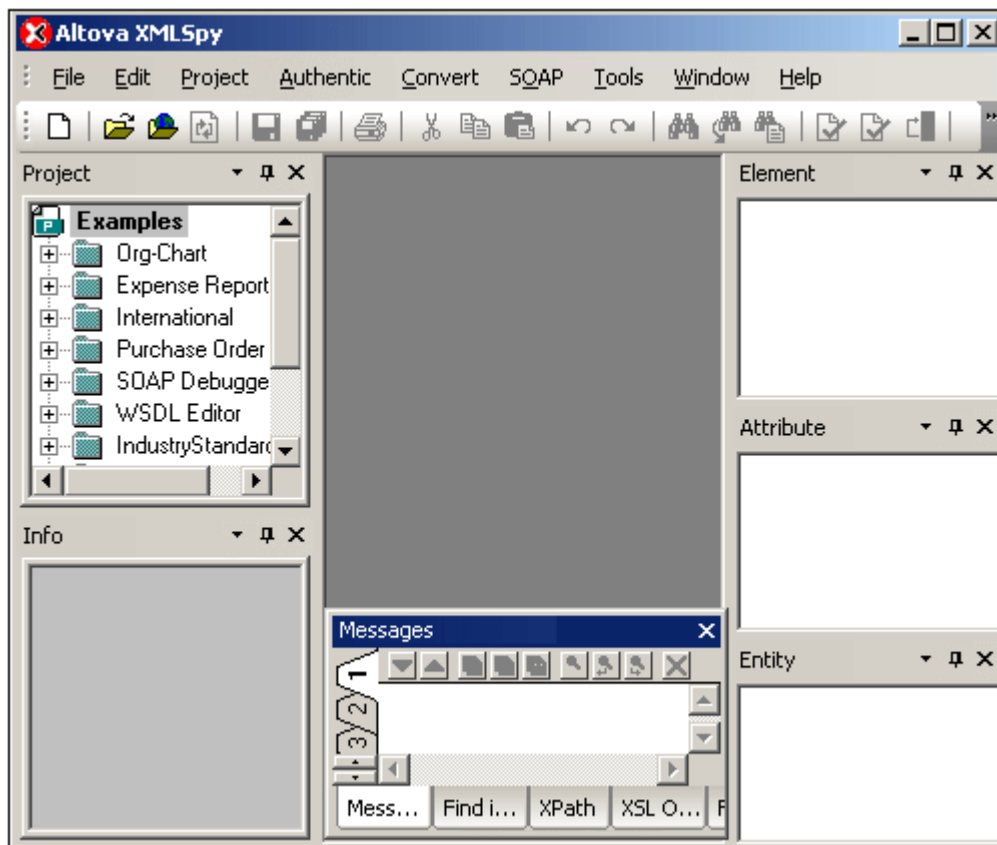 Altova XMLSpy
File Edit Project Authentic Convert SOAP Tools Window Help
Project
Examples
Org-Chart
Expense Report
International
Purchase Order
SOAP Debugge
WSDL Editor
IndustryStandard
Info
Messages
1
2
3
Mess... Find i... XPath XSL O... F
Element
Attribute
Entity